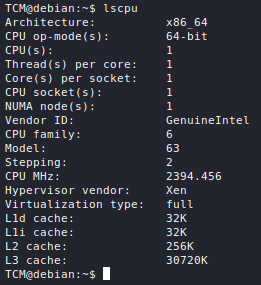 TCM@debian:~$ lscpu
Architecture:          x86_64
CPU op-mode(s):        64-bit
CPU(s):                1
Thread(s) per core:    1
Core(s) per socket:    1
CPU socket(s):         1
NUMA node(s):          1
Vendor ID:             GenuineIntel
CPU family:            6
Model:                 63
Stepping:              2
CPU MHz:               2394.456
Hypervisor vendor:     Xen
Virtualization type:   full
L1d cache:             32K
L1i cache:             32K
L2 cache:              256K
L3 cache:              30720K
TCM@debian:~$